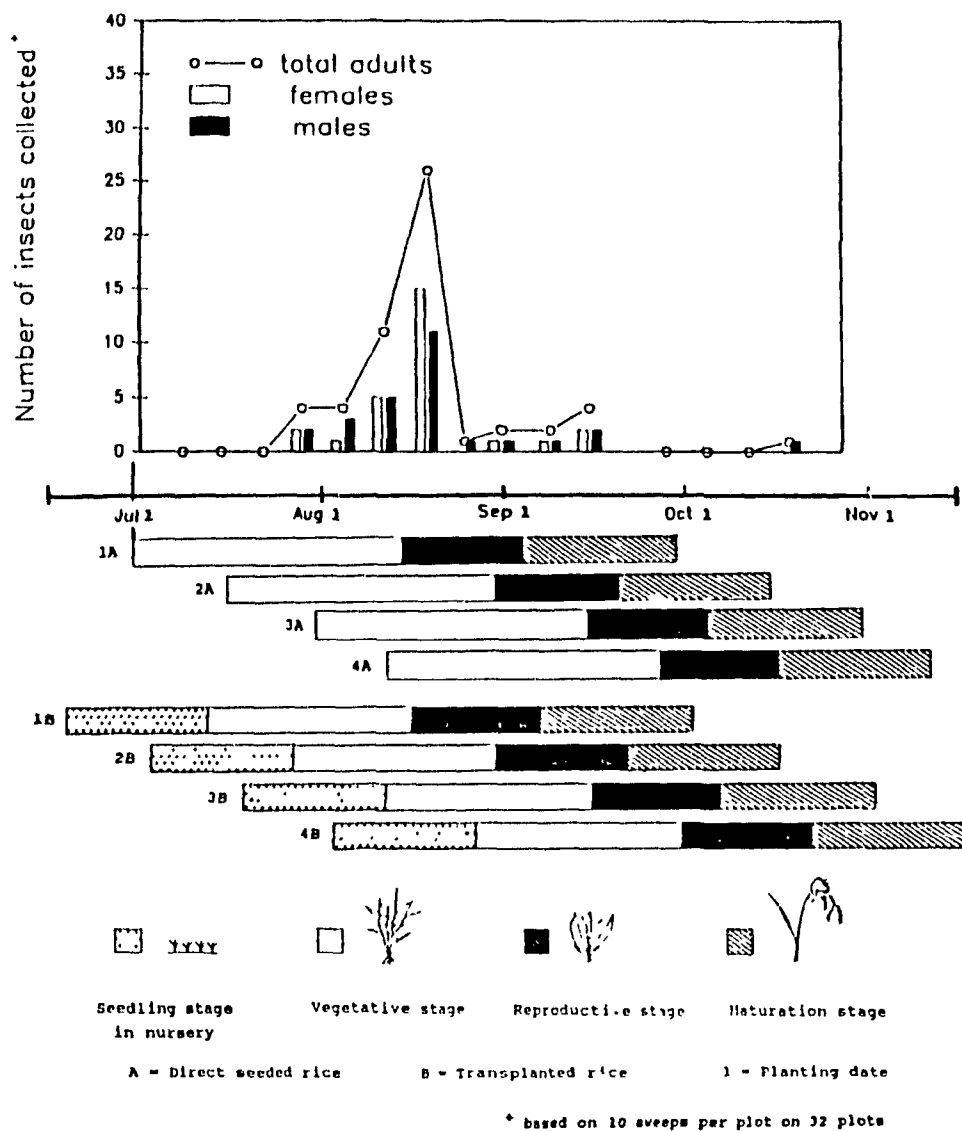 40
35
30
25
20
15
10
5
0
Number of insects collected +
o—o total adults
females
males
Jul 1 Aug 1 Sep 1 Oct 1 Nov 1
1A
2A
3A
4A
1B
2B
3B
4B
Seedling stage in nursery
Vegetative stage
Reproductive stage
Maturation stage
A = Direct seeded rice B = Transplanted rice 1 = Planting date
+ based on 10 sweeps per plot on 32 plots